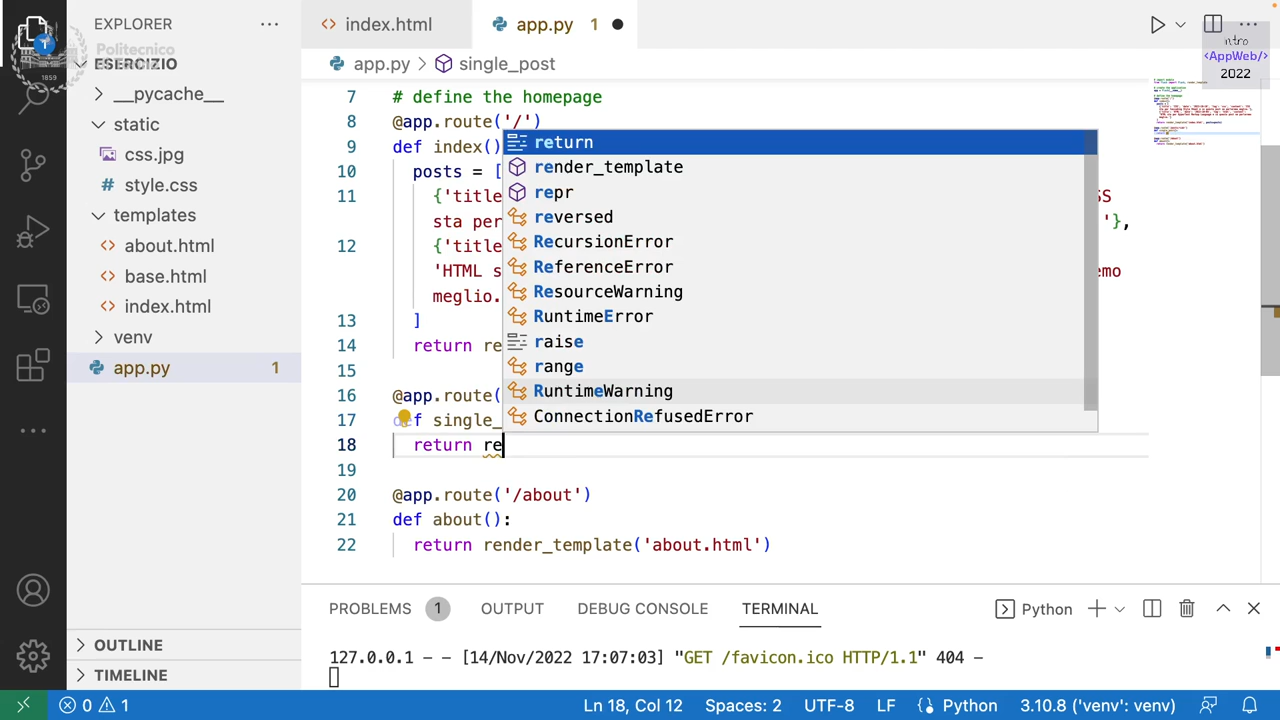 EXPLORER
index.html
app.py 1
Politecnico
1859
ntro
<AppWeb/>
2022
ESERCIZIO
app.py > single_post
__pycache__
static
css.jpg
style.css
templates
about.html
base.html
index.html
venv
app.py 1
OUTLINE
TIMELINE
7 # define the homepage
8 @app.route('/')
9 def index()
10 posts = [
11 {'title SS
sta per '},
12 {'title
'HTML s emo
meglio.
13 ]
14 return re
15
16 @app.route(
17 def single_
18 return re
19
20 @app.route('/about')
21 def about():
22 return render_template('about.html')
return
render_template
repr
reversed
RecursionError
ReferenceError
ResourceWarning
RuntimeError
raise
range
RuntimeWarning
ConnectionRefusedError
PROBLEMS 1 OUTPUT DEBUG CONSOLE TERMINAL
Python
127.0.0.1 - - [14/Nov/2022 17:07:03] "GET /favicon.ico HTTP/1.1" 404 -
0 1 Ln 18, Col 12 Spaces: 2 UTF-8 LF Python 3.10.8 ('venv': venv)